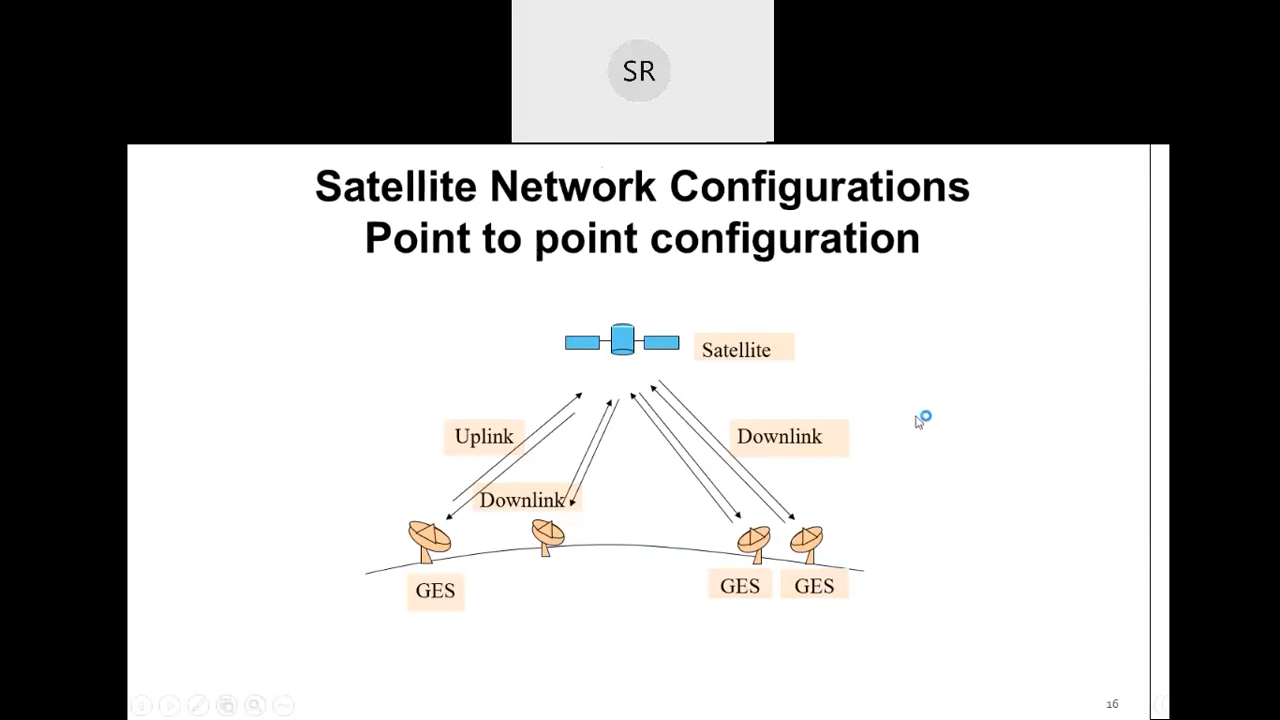 SR
Satellite Network Configurations
Point to point configuration
Satellite
Uplink
Downlink
Downlink
GES
GES
GES
16